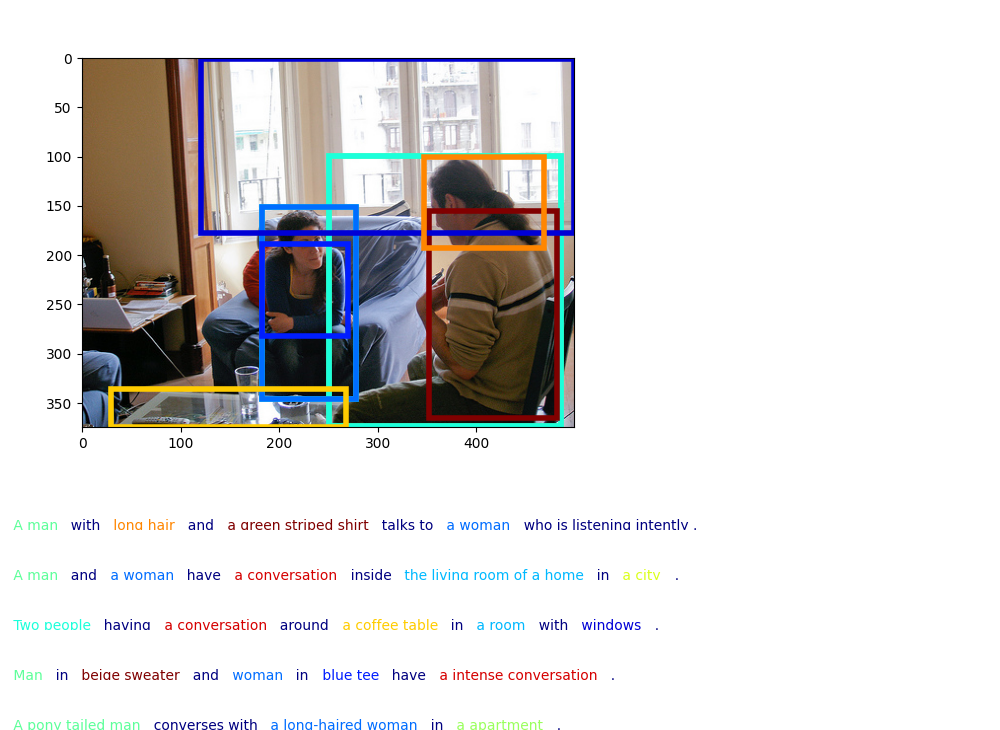 0
50
100
150
200
250
300
350
0 100 200 300 400
A man with long hair and a green striped shirt talks to a woman who is listening intently .
A man and a woman have a conversation inside the living room of a home in a city .
Two people having a conversation around a coffee table in a room with windows .
Man in beige sweater and woman in blue tee have a intense conversation .
A pony tailed man converses with a long-haired woman in a apartment .